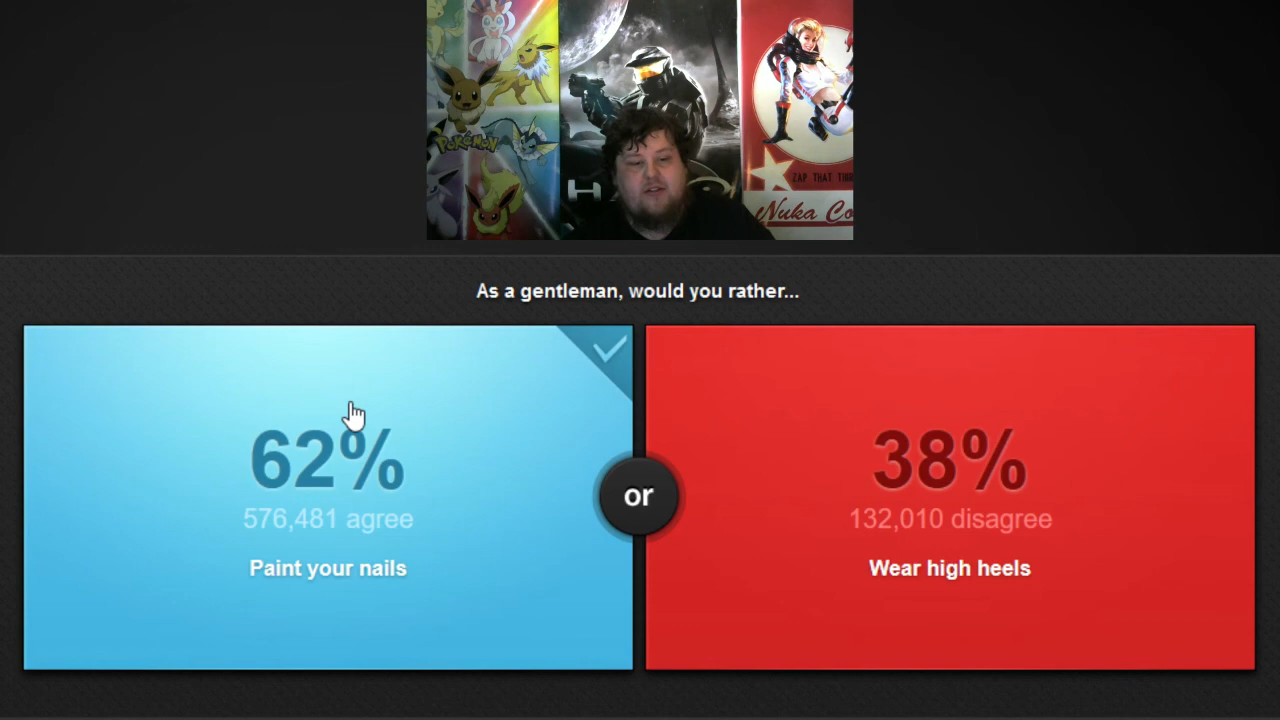 POKéMON
H
ZAP THAT THIR
Nuka Co
As a gentleman, would you rather...
62%
576,481 agree
Paint your nails
or
38%
132,010 disagree
Wear high heels